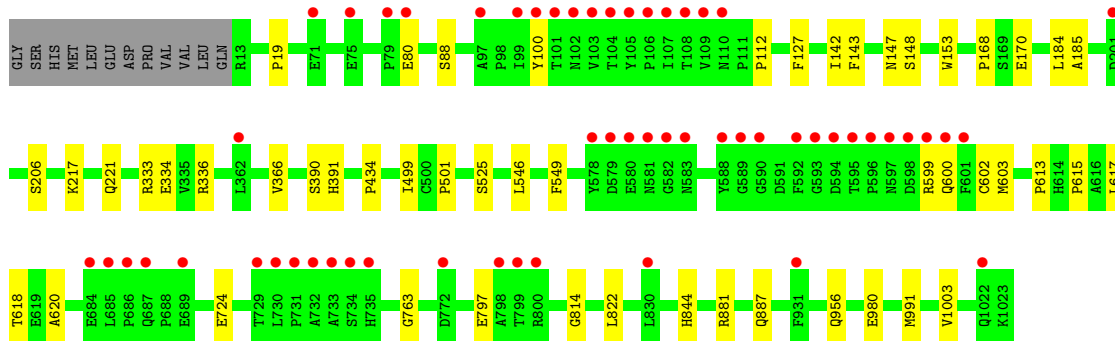 GLY SER HIS MET LEU GLU ASP PRO VAL VAL LEU GLN R13 P19 E71 E75 P79 E80 S88 A97 P98 I99 Y100 T101 N102 V103 T104 Y105 P106 I107 T108 V109 N110 P111 P112 F127 I142 F143 N147 S148 W153 P168 S169 E170 L184 A185 D201
S206 K217 Q221 R333 E334 V335 R336 L362 V366 S390 H391 P434 I499 C500 P501 S525 L546 F549 Y578 D579 E580 N581 G582 N583 Y588 G589 G590 D591 F592 G593 D594 T595 P596 N597 D598 R599 Q600 F601 C602 M603 P613 H614 P615 A616 L617
T618 E619 A620 E684 L685 P686 Q687 P688 E689 E724 T729 L730 P731 A732 A733 S734 H735 G763 D772 E797 A798 T799 R800 G814 L822 L830 H844 R881 Q887 F931 Q956 E980 M991 V1003 Q1022 K1023